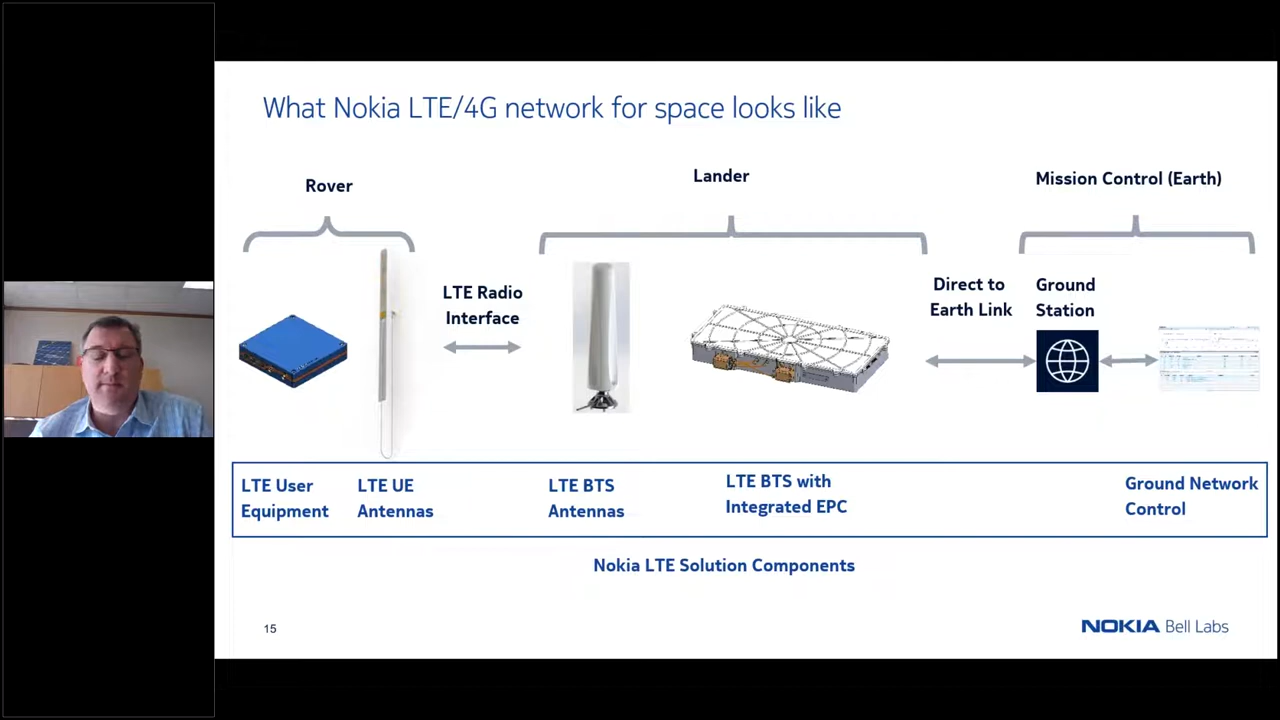 What Nokia LTE/4G network for space looks like
Rover
Lander
Mission Control (Earth)
LTE Radio
Interface
Direct to
Earth Link
Ground
Station
LTE User
Equipment
LTE UE
Antennas
LTE BTS
Antennas
LTE BTS with
Integrated EPC
Ground Network
Control
Nokia LTE Solution Components
15
NOKIA Bell Labs